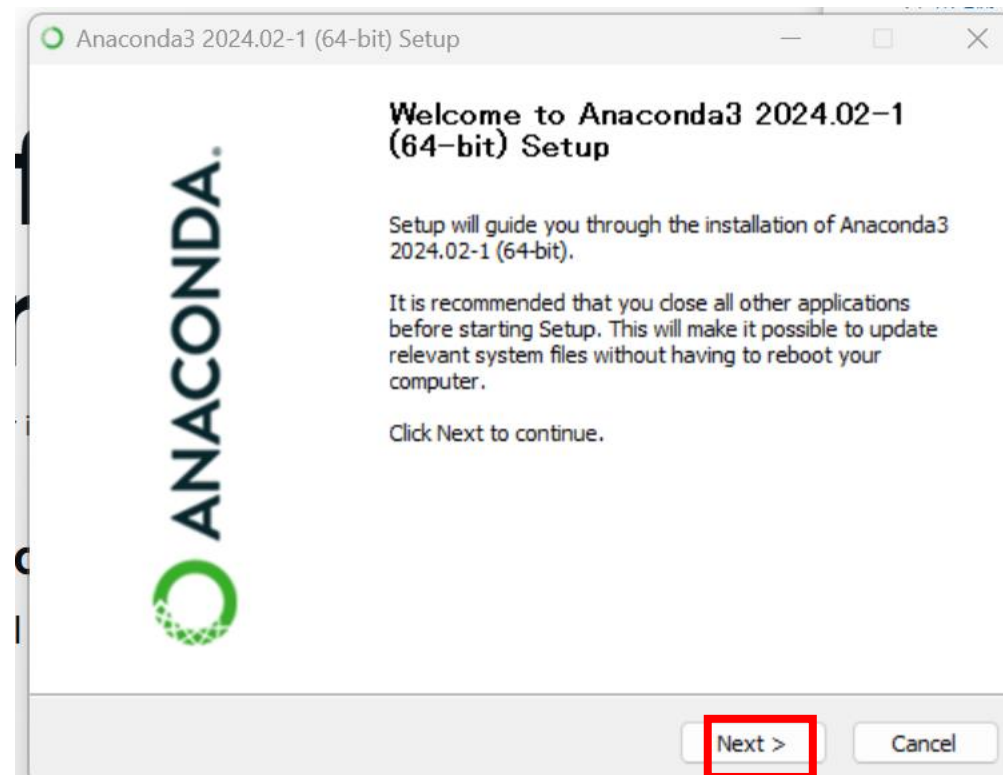 Anaconda3 2024.02-1 (64-bit) Setup
Welcome to Anaconda3 2024.02-1
(64-bit) Setup
ANACONDA.
Setup will guide you through the installation of Anaconda3
2024.02-1 (64-bit).
It is recommended that you close all other applications
before starting Setup. This will make it possible to update
relevant system files without having to reboot your
computer.
Click Next to continue.
Next >
Cancel